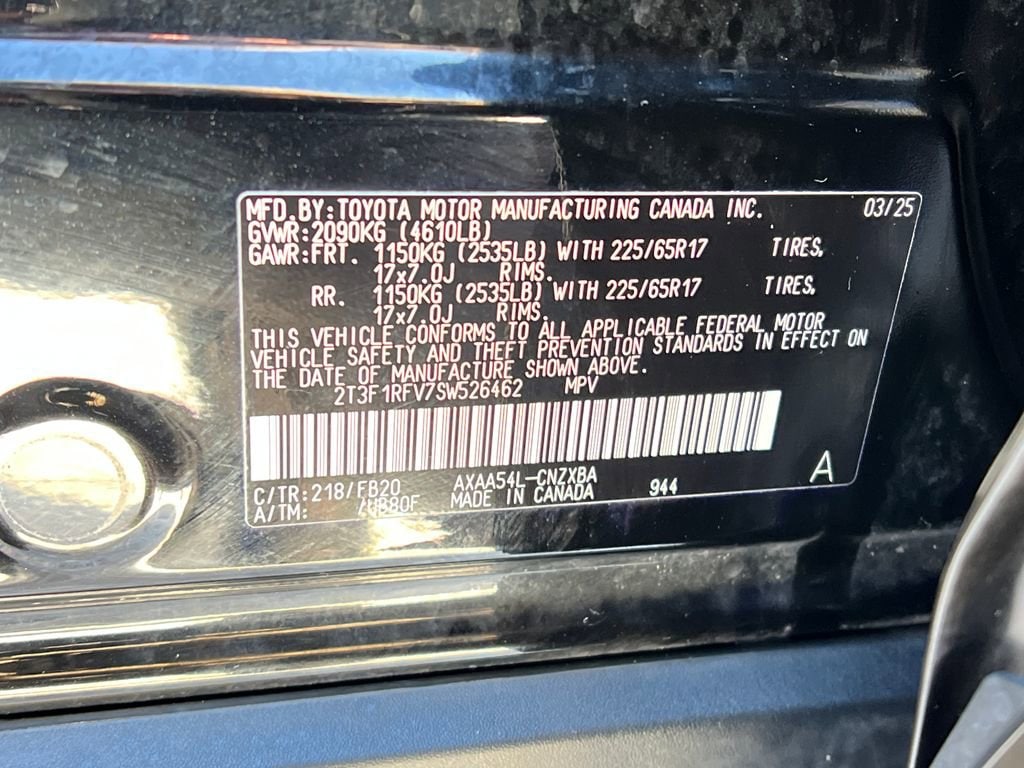 MFD.BY:TOYOTA MOTOR MANUFACTURING CANADA INC. 03/25
GVWR:2090KG (4610LB)
GAWR:FRT. 1150KG (2535LB) WITH 225/65R17 TIRES,
17x7.0J RIMS.
RR. 1150KG (2535LB) WITH 225/65R17 TIRES,
17x7.0J RIMS.
THIS VEHICLE CONFORMS TO ALL APPLICABLE FEDERAL MOTOR
VEHICLE SAFETY AND THEFT PREVENTION STANDARDS IN EFFECT ON
THE DATE OF MANUFACTURE SHOWN ABOVE.
2T3F1RFV7SW526462 MPV
C/TR:218/FB20 AXAA54L-CNZXBA 944 A
A/TM: /UB80F MADE IN CANADA